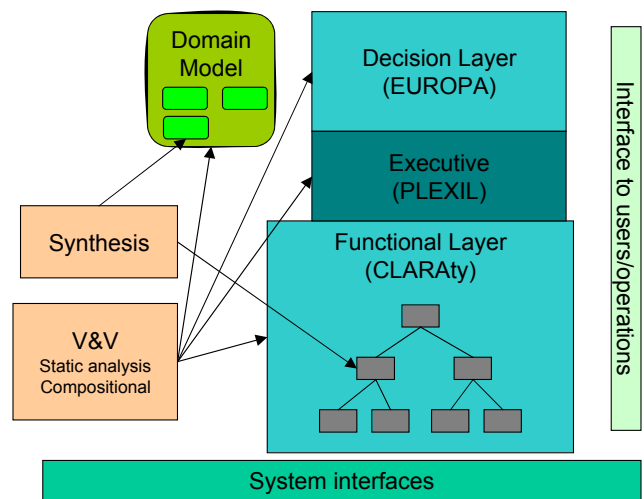 Domain
Model
Decision Layer
(EUROPA)
Executive
(PLEXIL)
Synthesis
Functional Layer
(CLARAty)
V&V
Static analysis
Compositional
Interface to users/operations
System interfaces